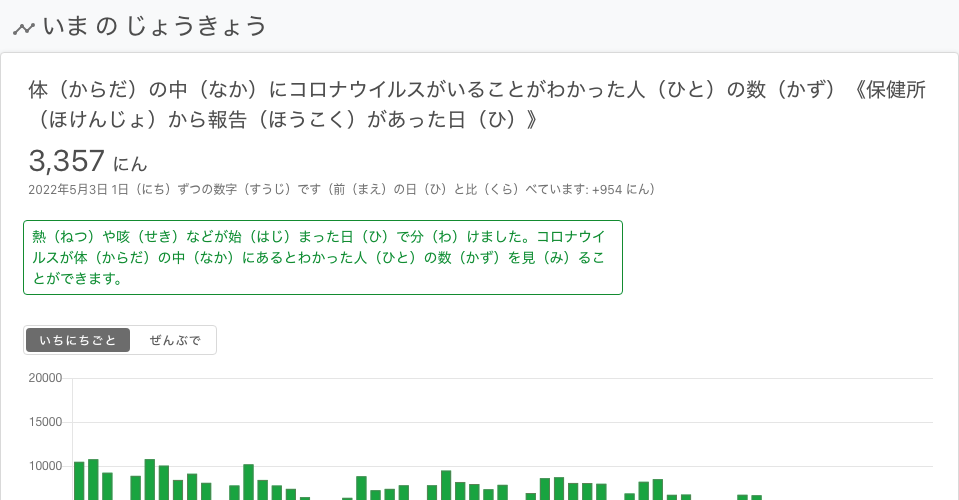 いま の じょうきょう
体（からだ）の中（なか）にコロナウイルスがいることがわかった人（ひと）の数（かず）《保健所
（ほけんじょ）から報告（ほうこく）があった日（ひ）》
3,357 にん
2022年5月3日 1日（にち）ずつの数字（すうじ）です（前（まえ）の日（ひ）と比（くら）べています: +954 にん）
熱（ねつ）や咳（せき）などが始（はじ）まった日（ひ）で分（わ）けました。コロナウイ
ルスが体（からだ）の中（なか）にあるとわかった人（ひと）の数（かず）を見（み）るこ
とができます。
いちにちごと ぜんぶで
20000
15000
10000